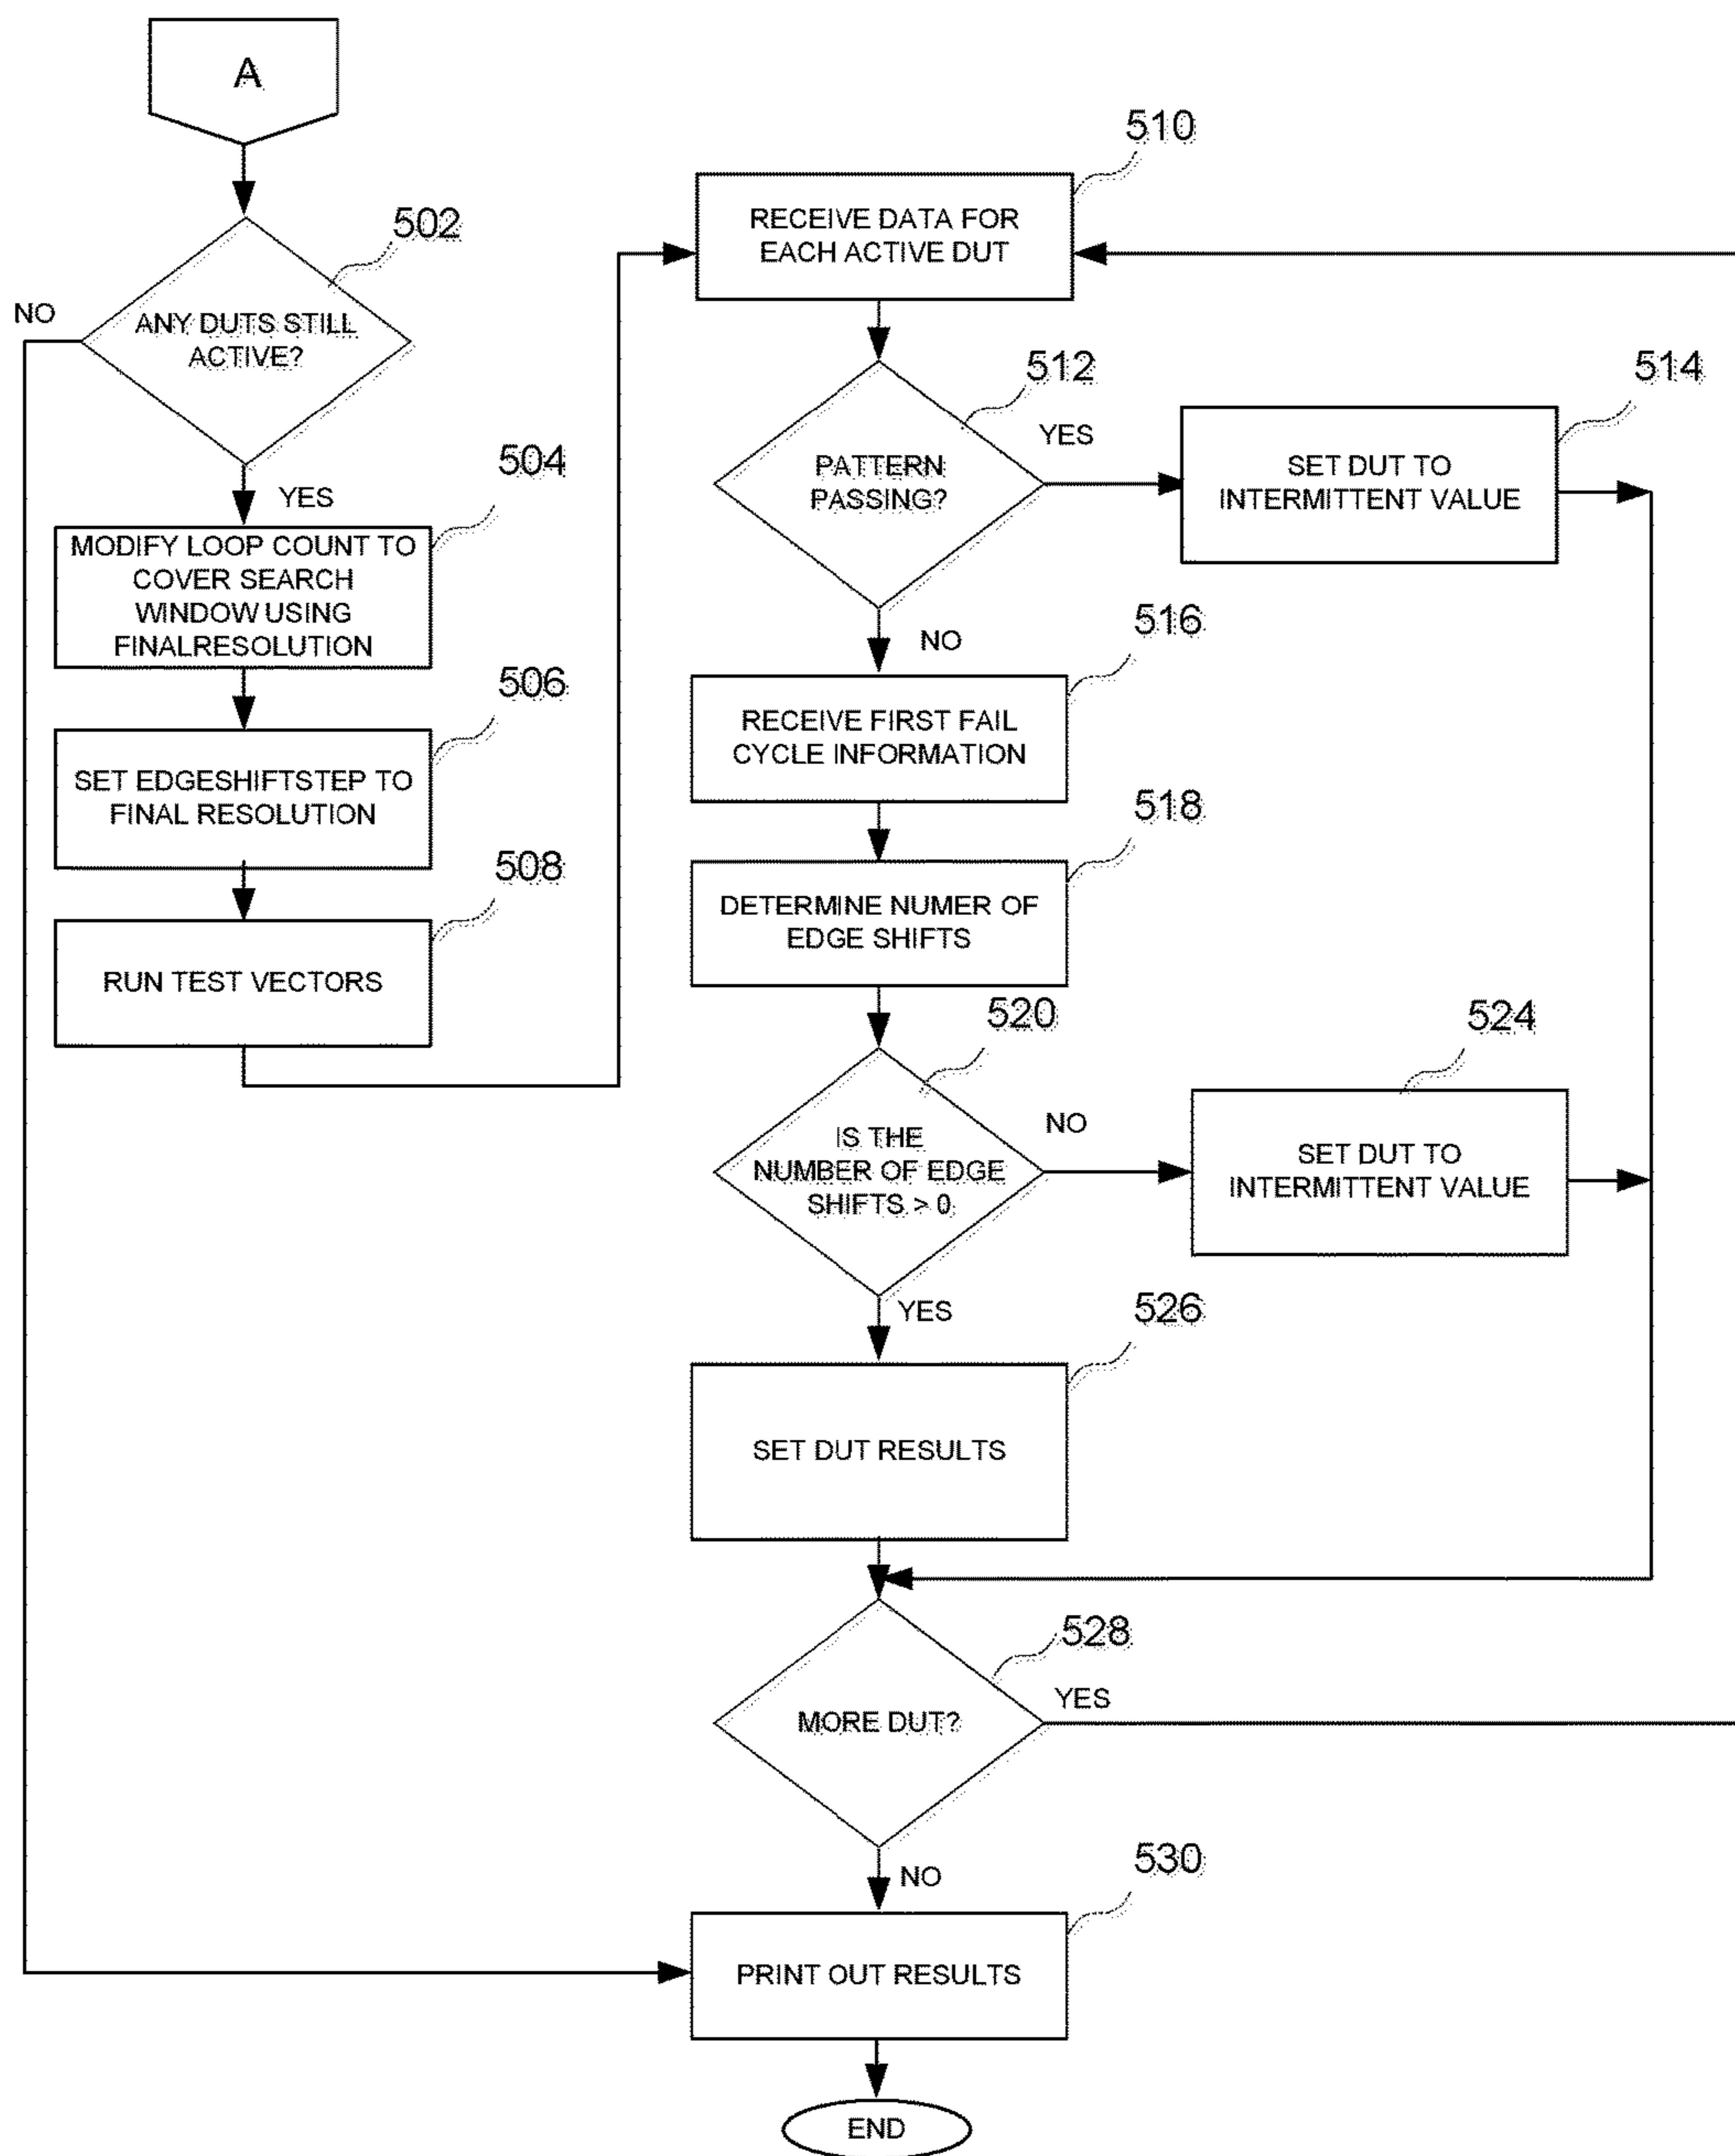 A
502
NO
ANY DUTS STILL
ACTIVE?
YES
504
MODIFY LOOP COUNT TO
COVER SEARCH
WINDOW USING
FINALRESOLUTION
506
SET EDGESHIFTSTEP TO
FINAL RESOLUTION
508
RUN TEST VECTORS
510
RECEIVE DATA FOR
EACH ACTIVE DUT
512
PATTERN
PASSING?
YES
514
SET DUT TO
INTERMITTENT VALUE
NO
516
RECEIVE FIRST FAIL
CYCLE INFORMATION
518
DETERMINE NUMER OF
EDGE SHIFTS
520
IS THE
NUMBER OF EDGE
SHIFTS > 0
NO
524
SET DUT TO
INTERMITTENT VALUE
YES
526
SET DUT RESULTS
528
MORE DUT?
YES
NO
530
PRINT OUT RESULTS
END